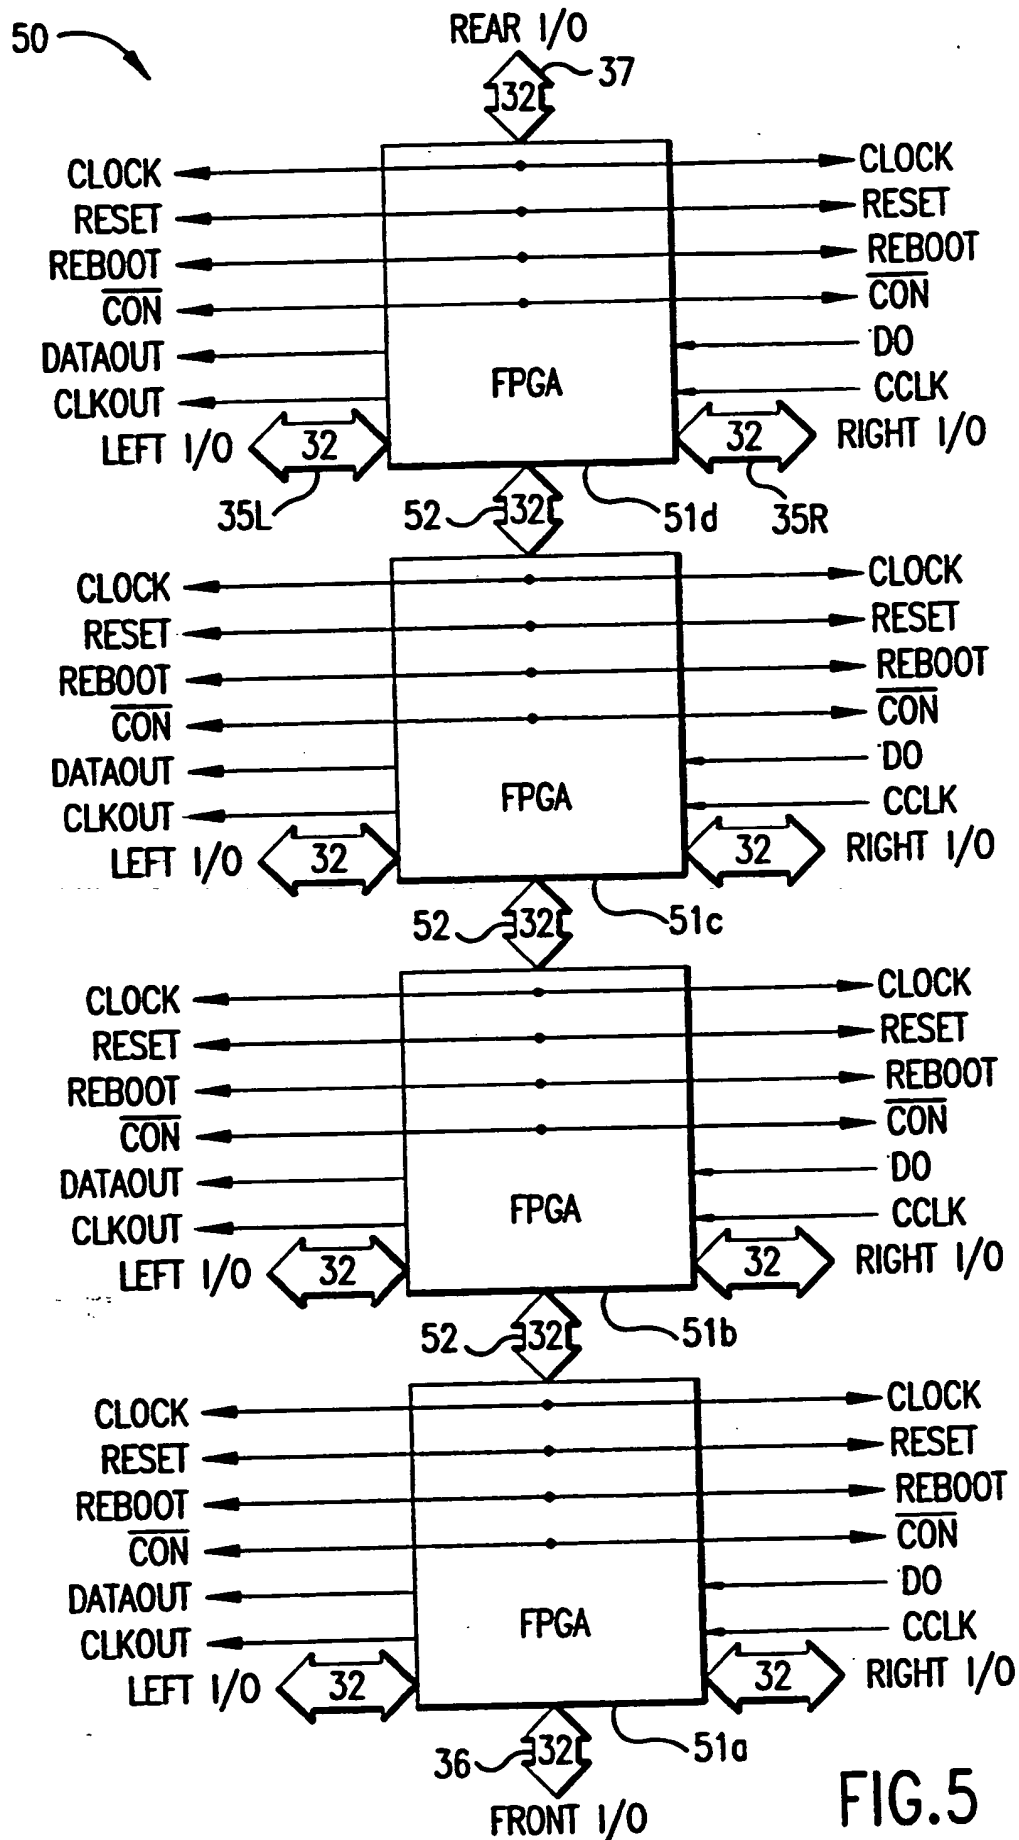 50
REAR I/O
37
32
CLOCK CLOCK
RESET RESET
REBOOT REBOOT
CON CON
DATAOUT DO
CLKOUT FPGA CCLK
LEFT I/O 32 32 RIGHT I/O
35L 52 32 51d 35R
CLOCK CLOCK
RESET RESET
REBOOT REBOOT
CON CON
DATAOUT DO
CLKOUT FPGA CCLK
LEFT I/O 32 32 RIGHT I/O
52 32 51c
CLOCK CLOCK
RESET RESET
REBOOT REBOOT
CON CON
DATAOUT DO
CLKOUT FPGA CCLK
LEFT I/O 32 32 RIGHT I/O
52 32 51b
CLOCK CLOCK
RESET RESET
REBOOT REBOOT
CON CON
DATAOUT DO
CLKOUT FPGA CCLK
LEFT I/O 32 32 RIGHT I/O
36 32 51a
FRONT I/O
FIG.5